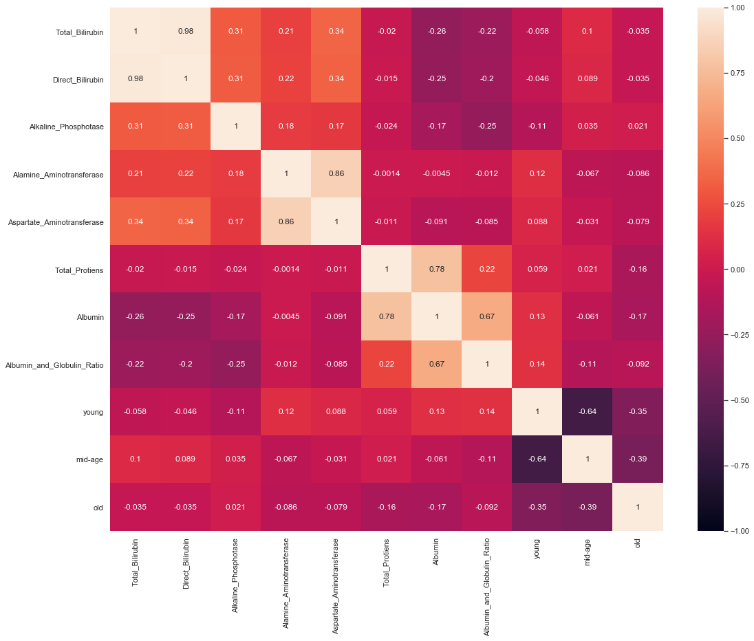 Total_Bilirubin 1 0.98 0.31 0.21 0.34 -0.02 -0.26 -0.22 -0.058 0.1 -0.035
Direct_Bilirubin 0.98 1 0.31 0.22 0.34 -0.015 -0.25 -0.2 -0.046 0.089 -0.035
Alkaline_Phosphotase 0.31 0.31 1 0.18 0.17 -0.024 -0.17 -0.25 -0.11 0.035 0.021
Alamine_Aminotransferase 0.21 0.22 0.18 1 0.86 -0.0014 -0.0045 -0.012 0.12 -0.067 -0.086
Aspartate_Aminotransferase 0.34 0.34 0.17 0.86 1 -0.011 -0.091 -0.085 0.088 -0.031 -0.079
Total_Protiens -0.02 -0.015 -0.024 -0.0014 -0.011 1 0.78 0.22 0.059 0.021 -0.16
Albumin -0.26 -0.25 -0.17 -0.0045 -0.091 0.78 1 0.67 0.13 -0.061 -0.17
Albumin_and_Globulin_Ratio -0.22 -0.2 -0.25 -0.012 -0.085 0.22 0.67 1 0.14 -0.11 -0.092
young -0.058 -0.046 -0.11 0.12 0.088 0.059 0.13 0.14 1 -0.64 -0.35
mid-age 0.1 0.089 0.035 -0.067 -0.031 0.021 -0.061 -0.11 -0.64 1 -0.39
old -0.035 -0.035 0.021 -0.086 -0.079 -0.16 -0.17 -0.092 -0.35 -0.39 1
Total_Bilirubin
Direct_Bilirubin
Alkaline_Phosphotase
Alamine_Aminotransferase
Aspartate_Aminotransferase
Total_Protiens
Albumin
Albumin_and_Globulin_Ratio
young
mid-age
old
1.00
0.75
0.50
0.25
0.00
−0.25
−0.50
−0.75
−1.00